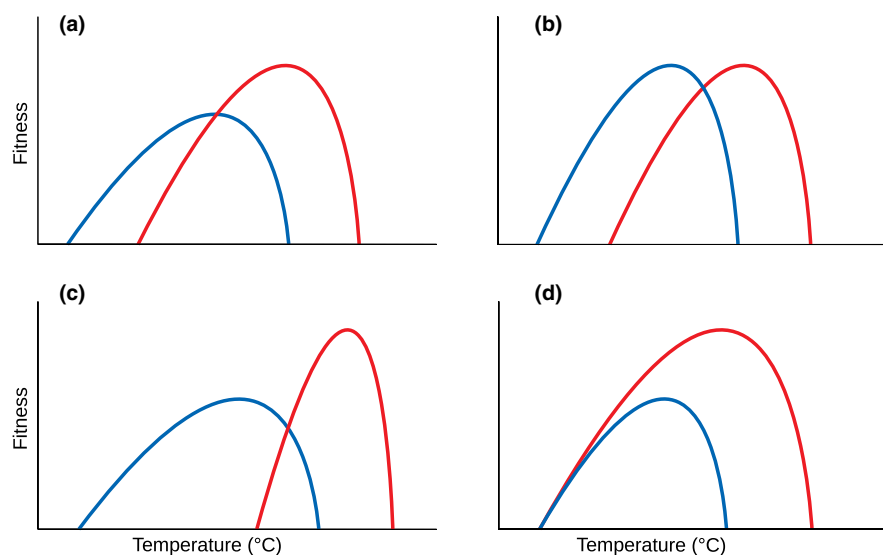 (a)
(b)
Fitness
(c)
(d)
Fitness
Temperature (°C)
Temperature (°C)